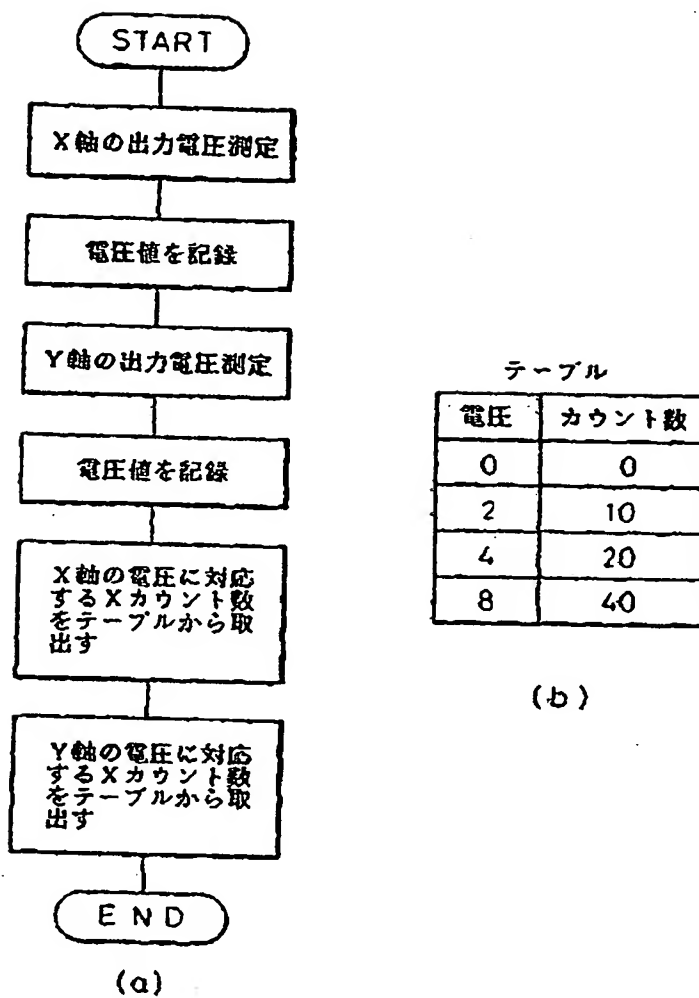 START
X軸の出力電圧測定
電圧値を記録
Y軸の出力電圧測定
電圧値を記録
X軸の電圧に対応
するXカウント数
をテーブルから取
出す
Y軸の電圧に対応
するXカウント数
をテーブルから取
出す
END
(a)
テーブル
電圧 カウント数
0 0
2 10
4 20
8 40
(b)